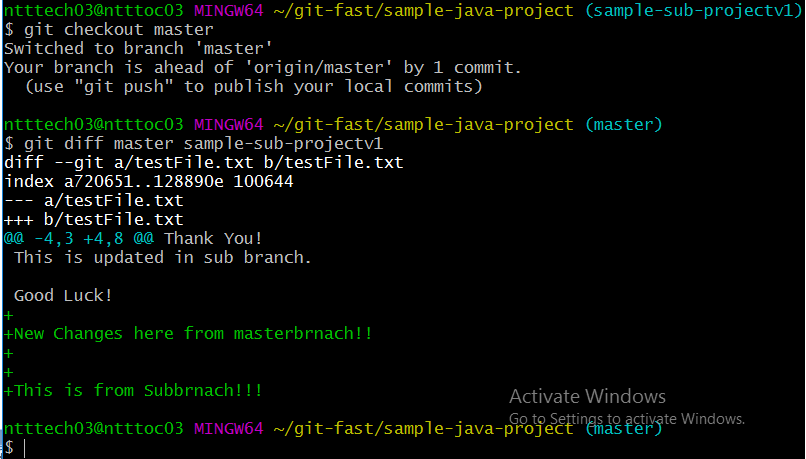 ntttech03@ntttoc03 MINGW64 ~/git-fast/sample-java-project (sample-sub-projectv1)
$ git checkout master
Switched to branch 'master'
Your branch is ahead of 'origin/master' by 1 commit.
  (use "git push" to publish your local commits)
ntttech03@ntttoc03 MINGW64 ~/git-fast/sample-java-project (master)
$ git diff master sample-sub-projectv1
diff --git a/testFile.txt b/testFile.txt
index a720651..128890e 100644
--- a/testFile.txt
+++ b/testFile.txt
@@ -4,3 +4,8 @@ Thank You!
 This is updated in sub branch.
 Good Luck!
+
+New Changes here from masterbrnach!!
+
+
+This is from Subbrnach!!!
Activate Windows
Go to Settings to activate Windows.
ntttech03@ntttoc03 MINGW64 ~/git-fast/sample-java-project (master)
$